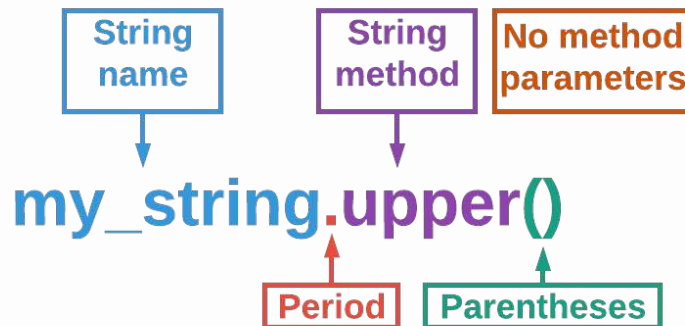 String
name
String
method
No method
parameters
my_string.upper()
Period
Parentheses